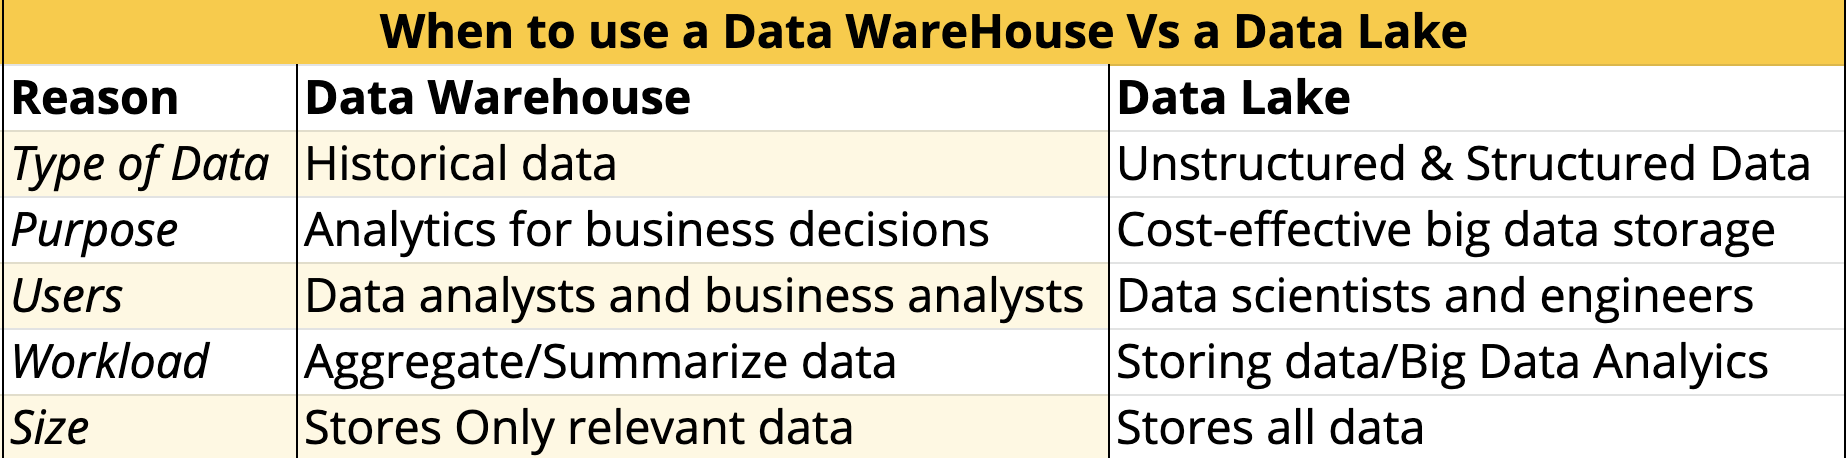 When to use a Data WareHouse Vs a Data Lake
Reason Data Warehouse Data Lake
Type of Data Historical data Unstructured & Structured Data
Purpose Analytics for business decisions Cost-effective big data storage
Users Data analysts and business analysts Data scientists and engineers
Workload Aggregate/Summarize data Storing data/Big Data Analyics
Size Stores Only relevant data Stores all data